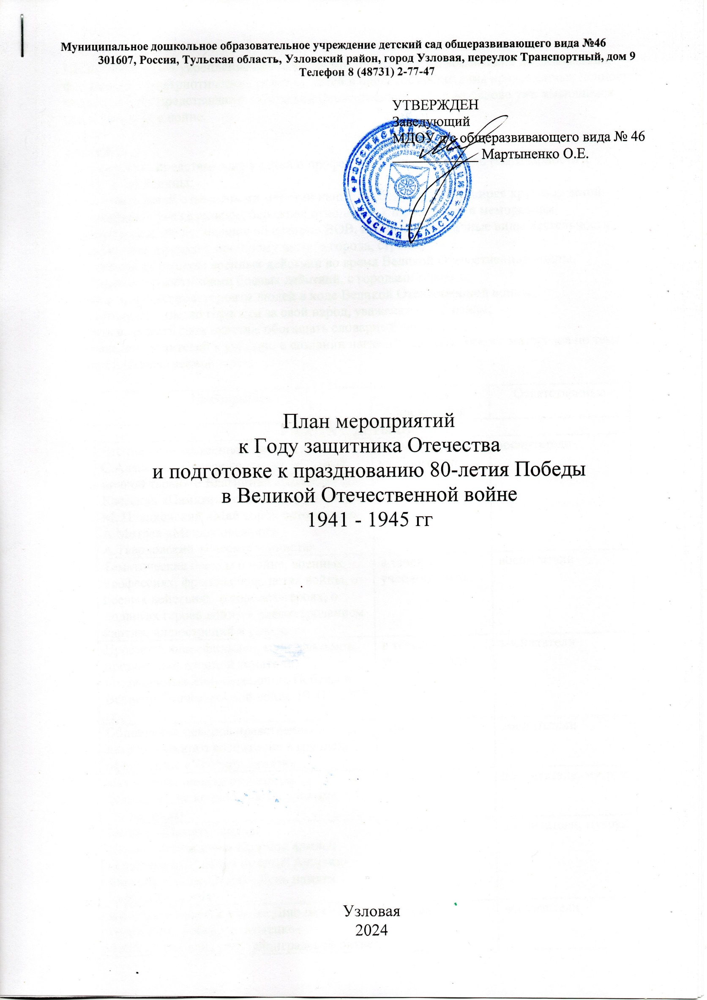 Муниципальное дошкольное образовательное учреждение детский сад общеразвивающего вида №46
301607, Россия, Тульская область, Узловский район, город Узловая, переулок Транспортный, дом 9
Телефон 8 (48731) 2-77-47
УТВЕРЖДЕН
Заведующий
МДОУ д/с общеразвивающего вида № 46
Мартыненко О.Е.
РОССИЙСКАЯ ФЕДЕРАЦИЯ
ТУЛЬСКАЯ ОБЛАСТЬ
План мероприятий
к Году защитника Отечества
и подготовке к празднованию 80-летия Победы
в Великой Отечественной войне
1941 - 1945 гг
Узловая
2024